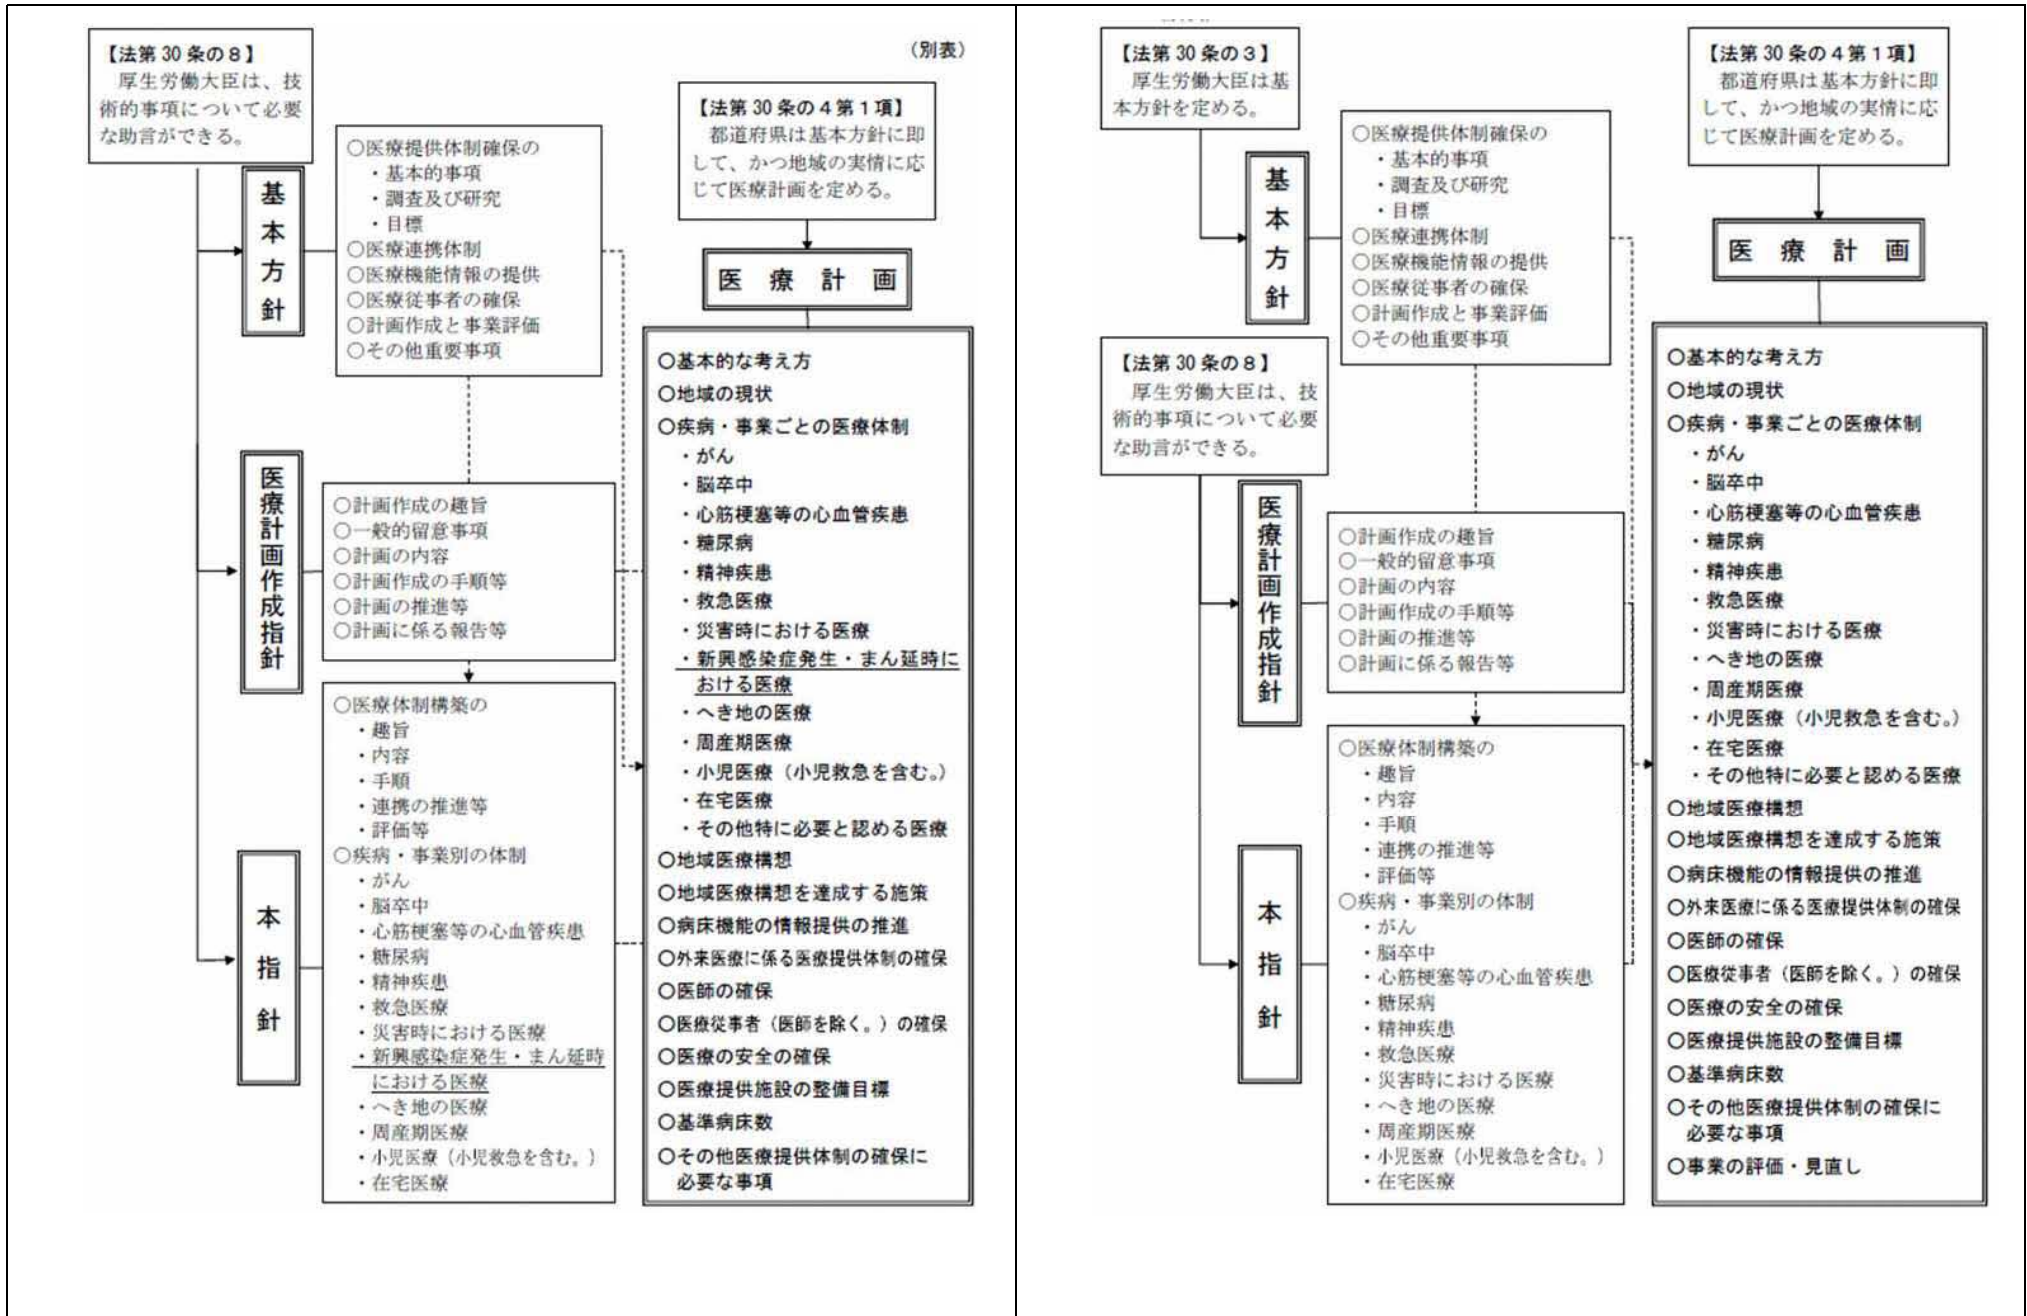 【法第30条の8】
厚生労働大臣は、技
術的事項について必要
な助言ができる。
(別表)
【法第30条の4第1項】
都道府県は基本方針に即
して、かつ地域の実情に応
じて医療計画を定める。
基本方針
○医療提供体制確保の
・基本的事項
・調査及び研究
・目標
○医療連携体制
○医療機能情報の提供
○医療従事者の確保
○計画作成と事業評価
○その他重要事項
医療計画
医療計画作成指針
○計画作成の趣旨
○一般的留意事項
○計画の内容
○計画作成の手順等
○計画の推進等
○計画に係る報告等
本指針
○医療体制構築の
・趣旨
・内容
・手順
・連携の推進等
・評価等
○疾病・事業別の体制
・がん
・脳卒中
・心筋梗塞等の心血管疾患
・糖尿病
・精神疾患
・救急医療
・災害時における医療
・新興感染症発生・まん延時
における医療
・へき地の医療
・周産期医療
・小児医療(小児救急を含む。)
・在宅医療
○基本的な考え方
○地域の現状
○疾病・事業ごとの医療体制
・がん
・脳卒中
・心筋梗塞等の心血管疾患
・糖尿病
・精神疾患
・救急医療
・災害時における医療
・新興感染症発生・まん延時に
おける医療
・へき地の医療
・周産期医療
・小児医療(小児救急を含む。)
・在宅医療
・その他特に必要と認める医療
○地域医療構想
○地域医療構想を達成する施策
○病床機能の情報提供の推進
○外来医療に係る医療提供体制の確保
○医師の確保
○医療従事者(医師を除く。)の確保
○医療の安全の確保
○医療提供施設の整備目標
○基準病床数
○その他医療提供体制の確保に
必要な事項
【法第30条の3】
厚生労働大臣は基
本方針を定める。
【法第30条の4第1項】
都道府県は基本方針に即
して、かつ地域の実情に応
じて医療計画を定める。
基本方針
○医療提供体制確保の
・基本的事項
・調査及び研究
・目標
○医療連携体制
○医療機能情報の提供
○医療従事者の確保
○計画作成と事業評価
○その他重要事項
医療計画
【法第30条の8】
厚生労働大臣は、技
術的事項について必要
な助言ができる。
医療計画作成指針
○計画作成の趣旨
○一般的留意事項
○計画の内容
○計画作成の手順等
○計画の推進等
○計画に係る報告等
本指針
○医療体制構築の
・趣旨
・内容
・手順
・連携の推進等
・評価等
○疾病・事業別の体制
・がん
・脳卒中
・心筋梗塞等の心血管疾患
・糖尿病
・精神疾患
・救急医療
・災害時における医療
・へき地の医療
・周産期医療
・小児医療(小児救急を含む。)
・在宅医療
○基本的な考え方
○地域の現状
○疾病・事業ごとの医療体制
・がん
・脳卒中
・心筋梗塞等の心血管疾患
・糖尿病
・精神疾患
・救急医療
・災害時における医療
・へき地の医療
・周産期医療
・小児医療(小児救急を含む。)
・在宅医療
・その他特に必要と認める医療
○地域医療構想
○地域医療構想を達成する施策
○病床機能の情報提供の推進
○外来医療に係る医療提供体制の確保
○医師の確保
○医療従事者(医師を除く。)の確保
○医療の安全の確保
○医療提供施設の整備目標
○基準病床数
○その他医療提供体制の確保に
必要な事項
○事業の評価・見直し